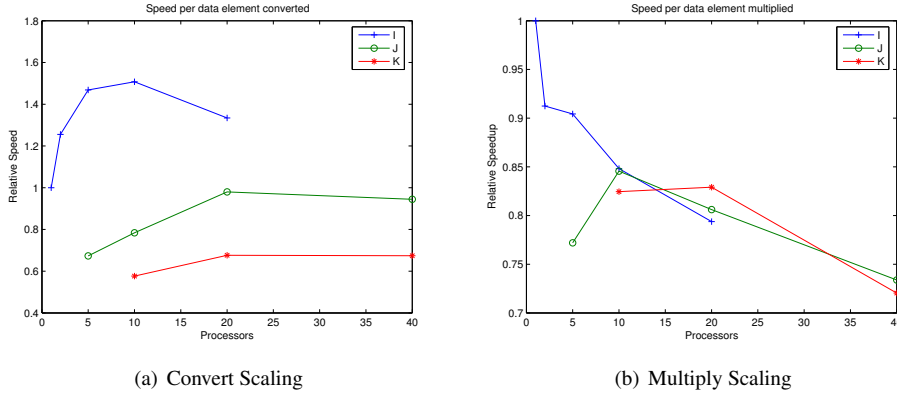 Speed per data element converted
1.8
1.6
1.4
1.2
1
0.8
0.6
0.4
Relative Speed
I
J
K
0 5 10 15 20 25 30 35 40
Processors
(a) Convert Scaling
Speed per data element multiplied
1
0.95
0.9
0.85
0.8
0.75
0.7
Relative Speedup
I
J
K
0 5 10 15 20 25 30 35 40
Processors
(b) Multiply Scaling